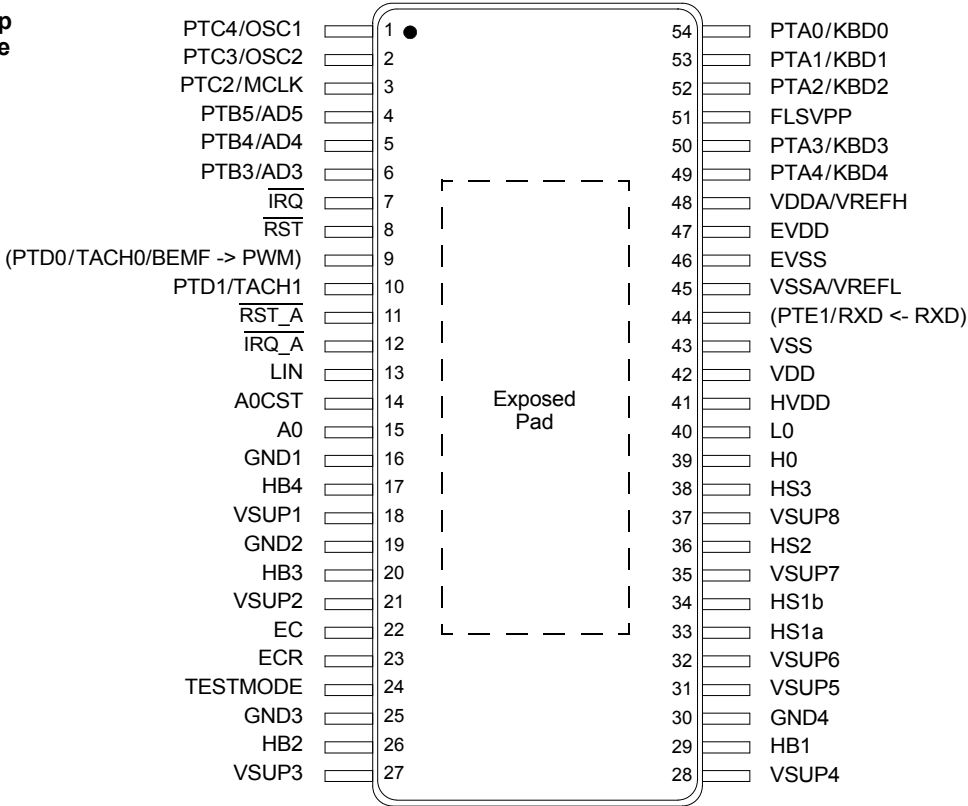 p
e
PTC4/OSC1 1 54 PTA0/KBD0
PTC3/OSC2 2 53 PTA1/KBD1
PTC2/MCLK 3 52 PTA2/KBD2
PTB5/AD5 4 51 FLSVPP
PTB4/AD4 5 50 PTA3/KBD3
PTB3/AD3 6 49 PTA4/KBD4
IRQ 7 48 VDDA/VREFH
RST 8 47 EVDD
(PTD0/TACH0/BEMF -> PWM) 9 46 EVSS
PTD1/TACH1 10 45 VSSA/VREFL
RST_A 11 44 (PTE1/RXD <- RXD)
IRQ_A 12 43 VSS
LIN 13 42 VDD
A0CST 14 41 HVDD
A0 15 40 L0
GND1 16 39 H0
HB4 17 38 HS3
VSUP1 18 37 VSUP8
GND2 19 36 HS2
HB3 20 35 VSUP7
VSUP2 21 34 HS1b
EC 22 33 HS1a
ECR 23 32 VSUP6
TESTMODE 24 31 VSUP5
GND3 25 30 GND4
HB2 26 29 HB1
VSUP3 27 28 VSUP4
Exposed
Pad